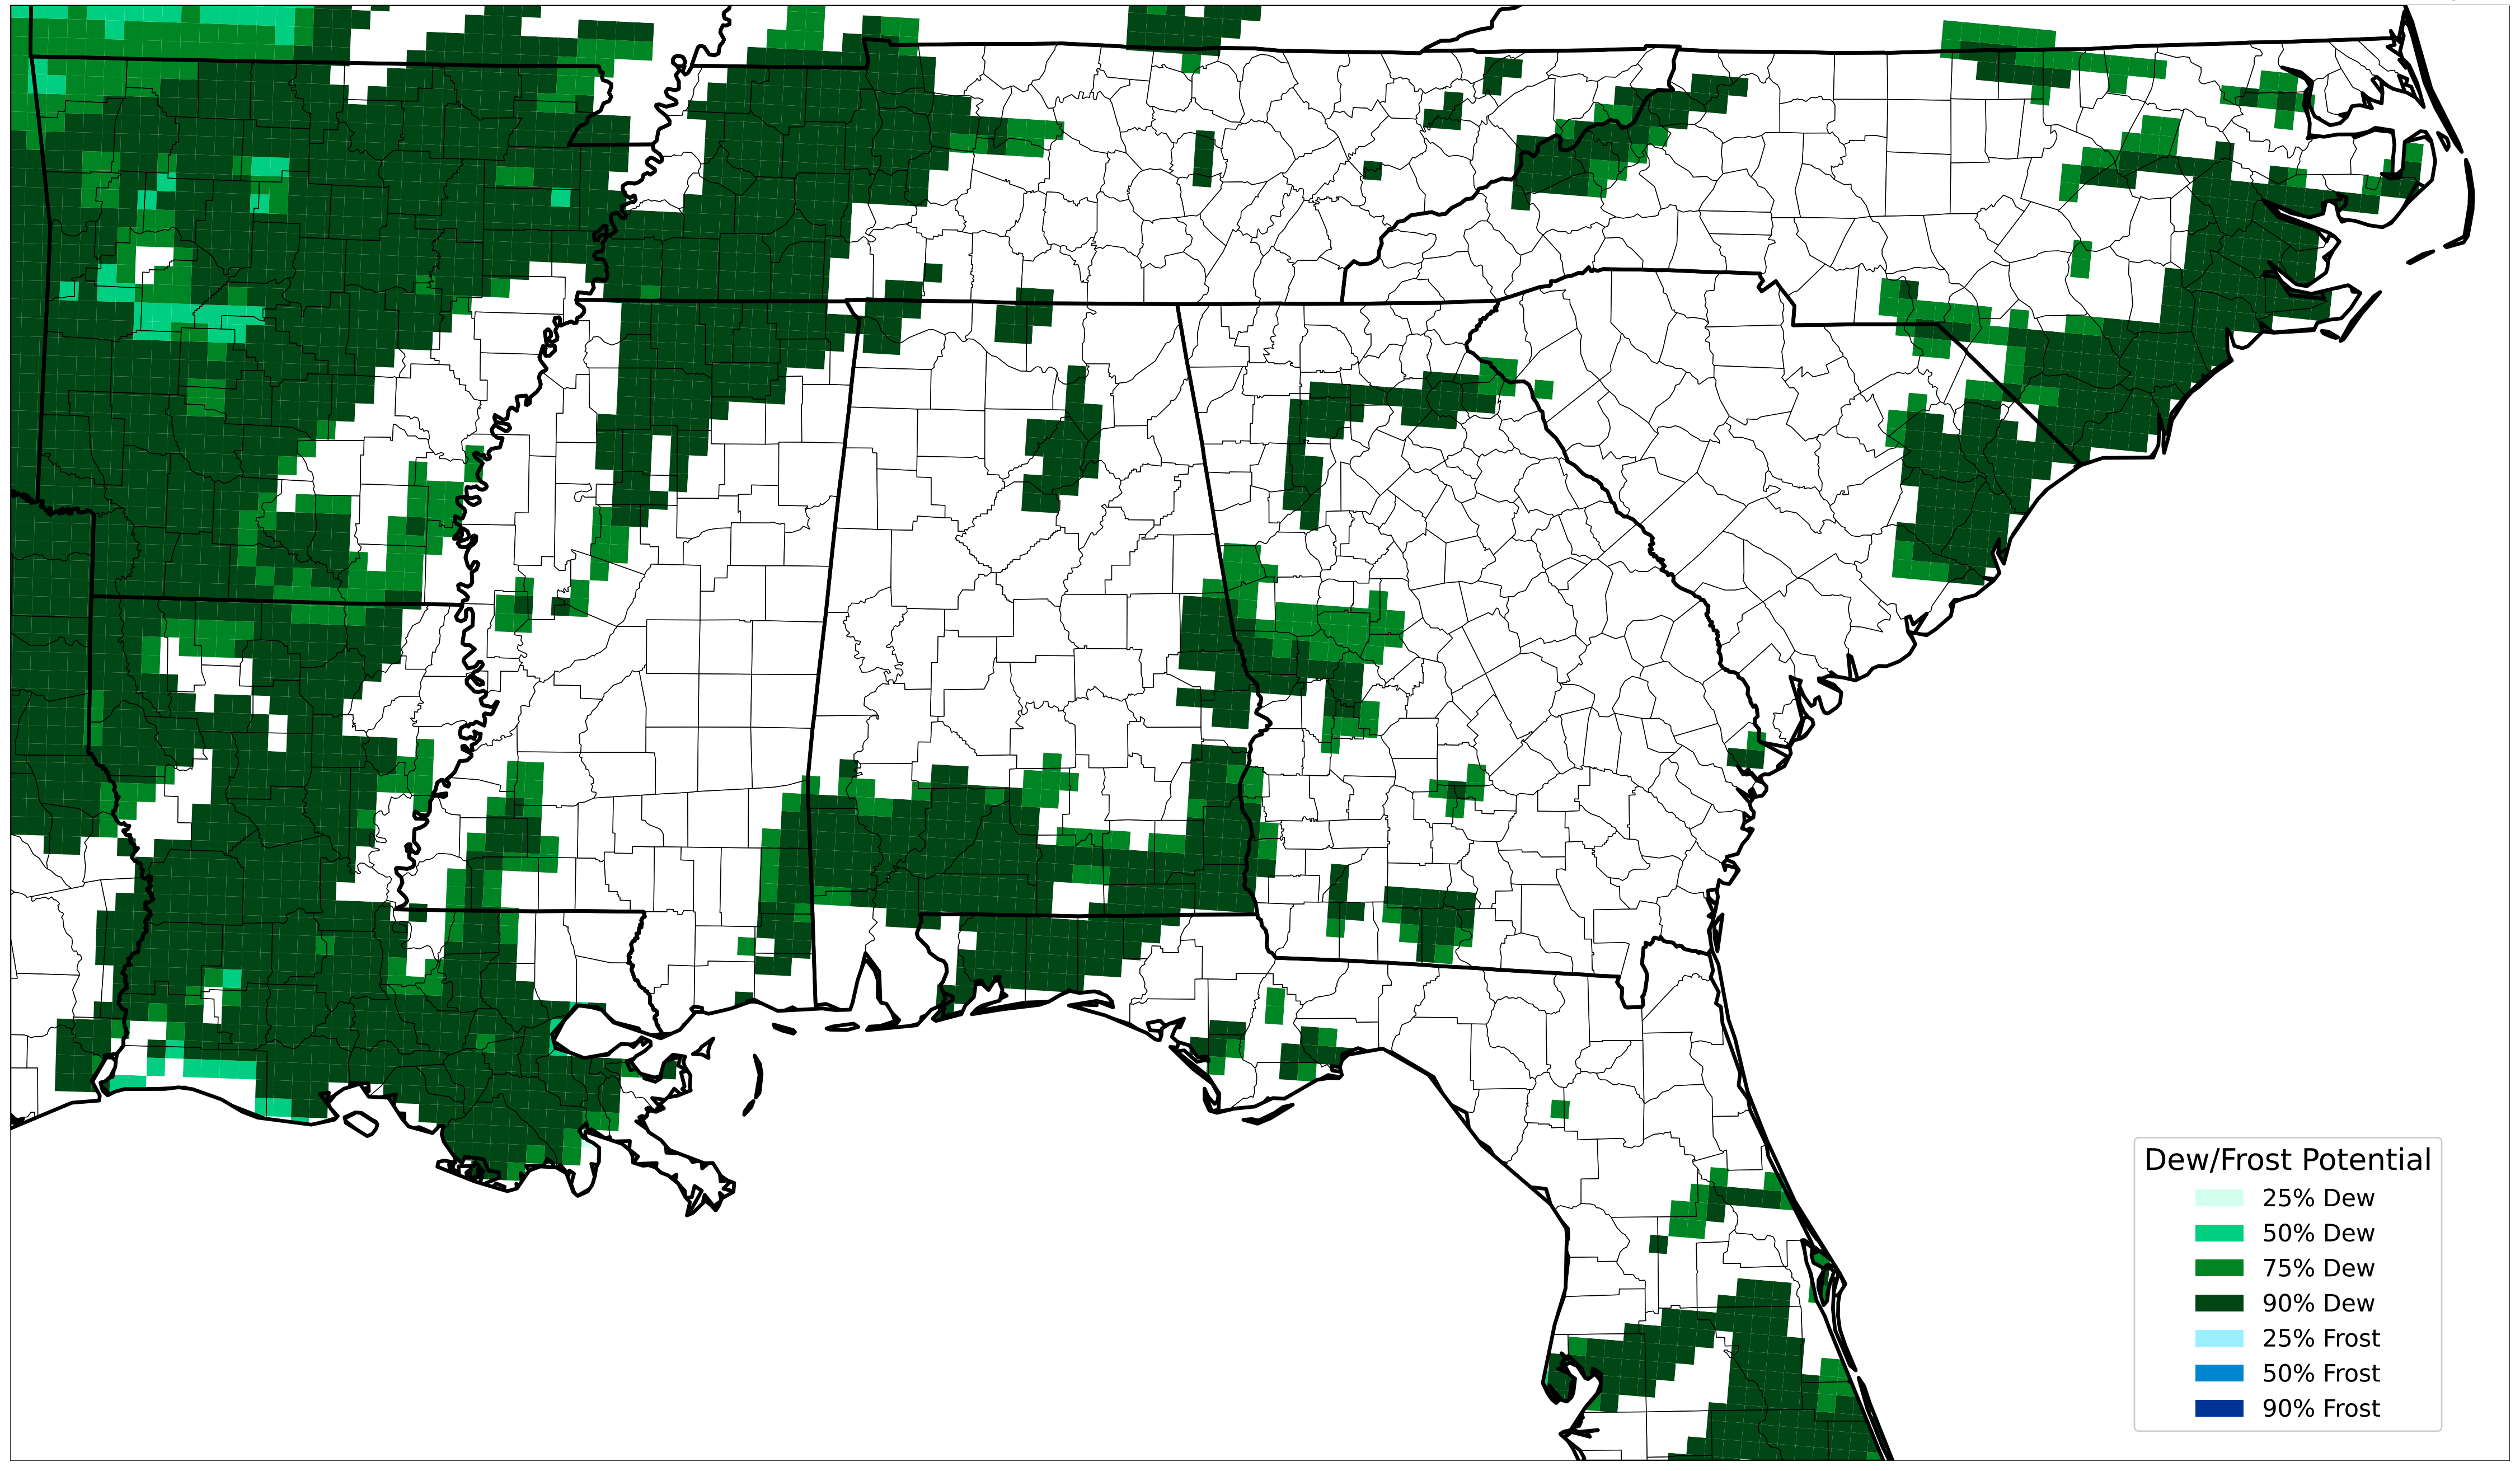 Dew/Frost Potential
25% Dew
50% Dew
75% Dew
90% Dew
25% Frost
50% Frost
90% Frost